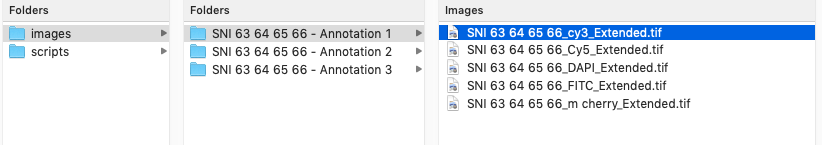 Folders
images
scripts
Folders
SNI 63 64 65 66 - Annotation 1
SNI 63 64 65 66 - Annotation 2
SNI 63 64 65 66 - Annotation 3
Images
SNI 63 64 65 66_cy3_Extended.tif
SNI 63 64 65 66_Cy5_Extended.tif
SNI 63 64 65 66_DAPI_Extended.tif
SNI 63 64 65 66_FITC_Extended.tif
SNI 63 64 65 66_m cherry_Extended.tif